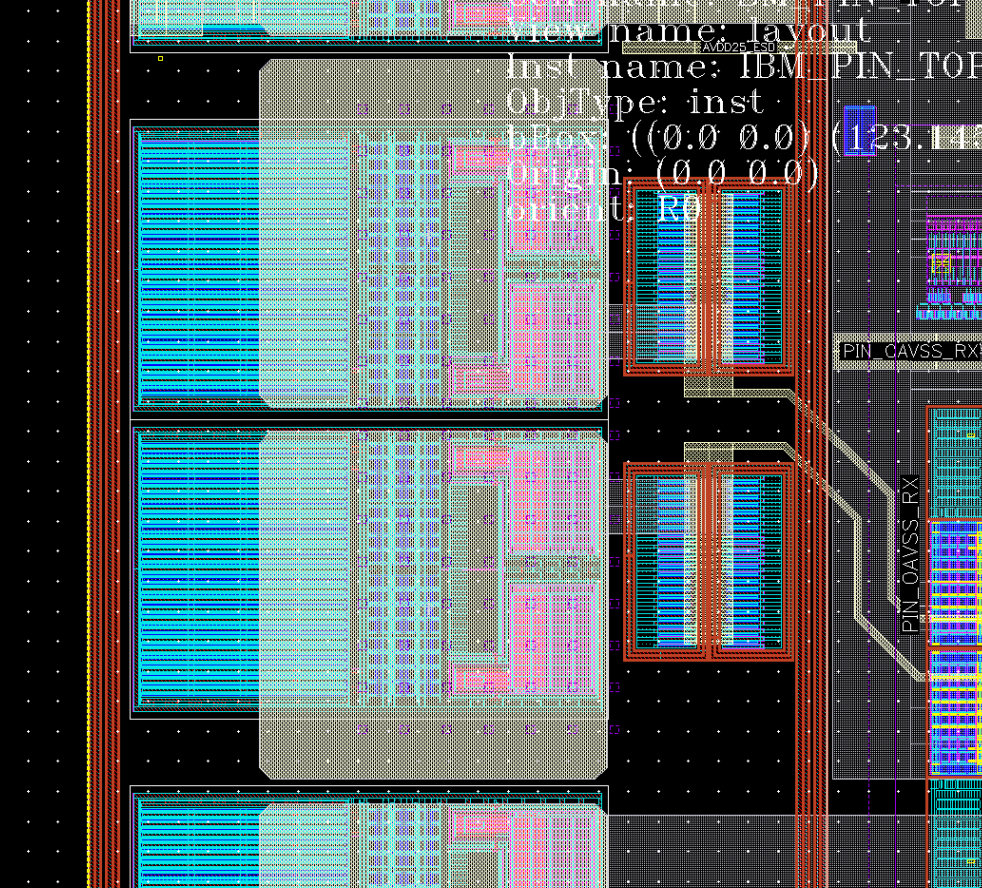 View name: layout
AVDD25_ESD
Inst name: IBM_PIN_TOP
ObjType: inst
bBox: ((0.0 0.0) (123.145
Origin: (0.0 0.0)
orient: R0
PIN_OAVSS_RX
PIN_OAVSS_RX